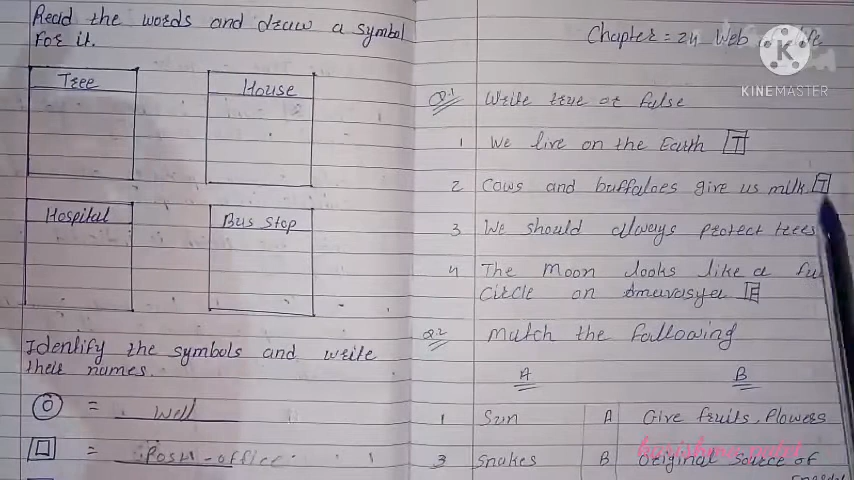 Read the words and draw a symbol
For it.
Tree
House
Hospital
Bus Stop
Identify the symbols and write
their names.
= Well
= Post-office
Chapter = 24 Web
KINEMASTER
Q.1 Write true or false
1 We live on the Earth T
2 Cows and buffaloes give us milk. T
3 We should always protect trees
4 The Moon looks like a
Circle on Amavasya F
Q.2 Match the following
A B
1 Sun A Give fruits, Flowers
3 Snakes B Original Source of